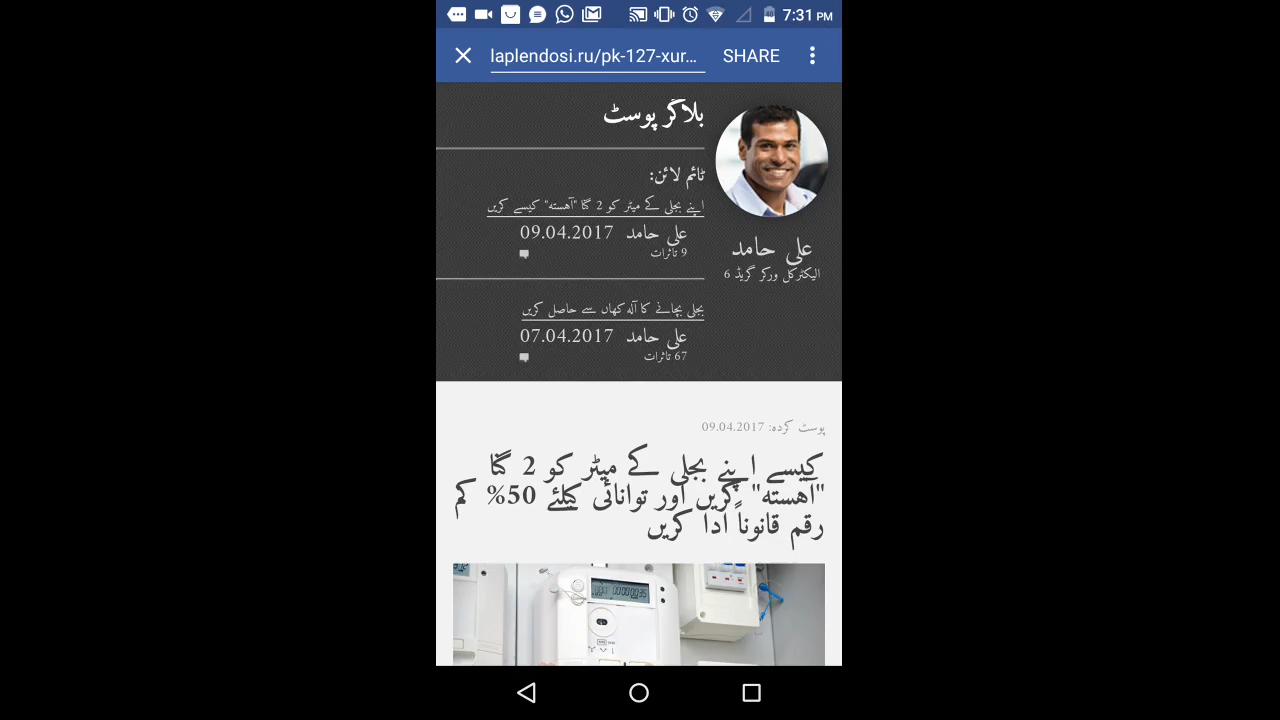 7:31 PM
laplendosi.ru/pk-127-xur...
SHARE
بلاگر پوسٹ
ٹائم لائن:
اپنے بجلی کے میٹر کو 2 گنا "آہستہ" کیسے کریں
علی حامد 09.04.2017
9 تاثرات
علی حامد
الیکٹرکل ورکر گریڈ 6
بجلی بچانے کا آلہ کہاں سے حاصل کریں
علی حامد 07.04.2017
67 تاثرات
پوسٹ کردہ: 09.04.2017
کیسے اپنے بجلی کے میٹر کو 2 گنا
"آہستہ" کریں اور توانائی کیلئے 50% کم
رقم قانوناً ادا کریں